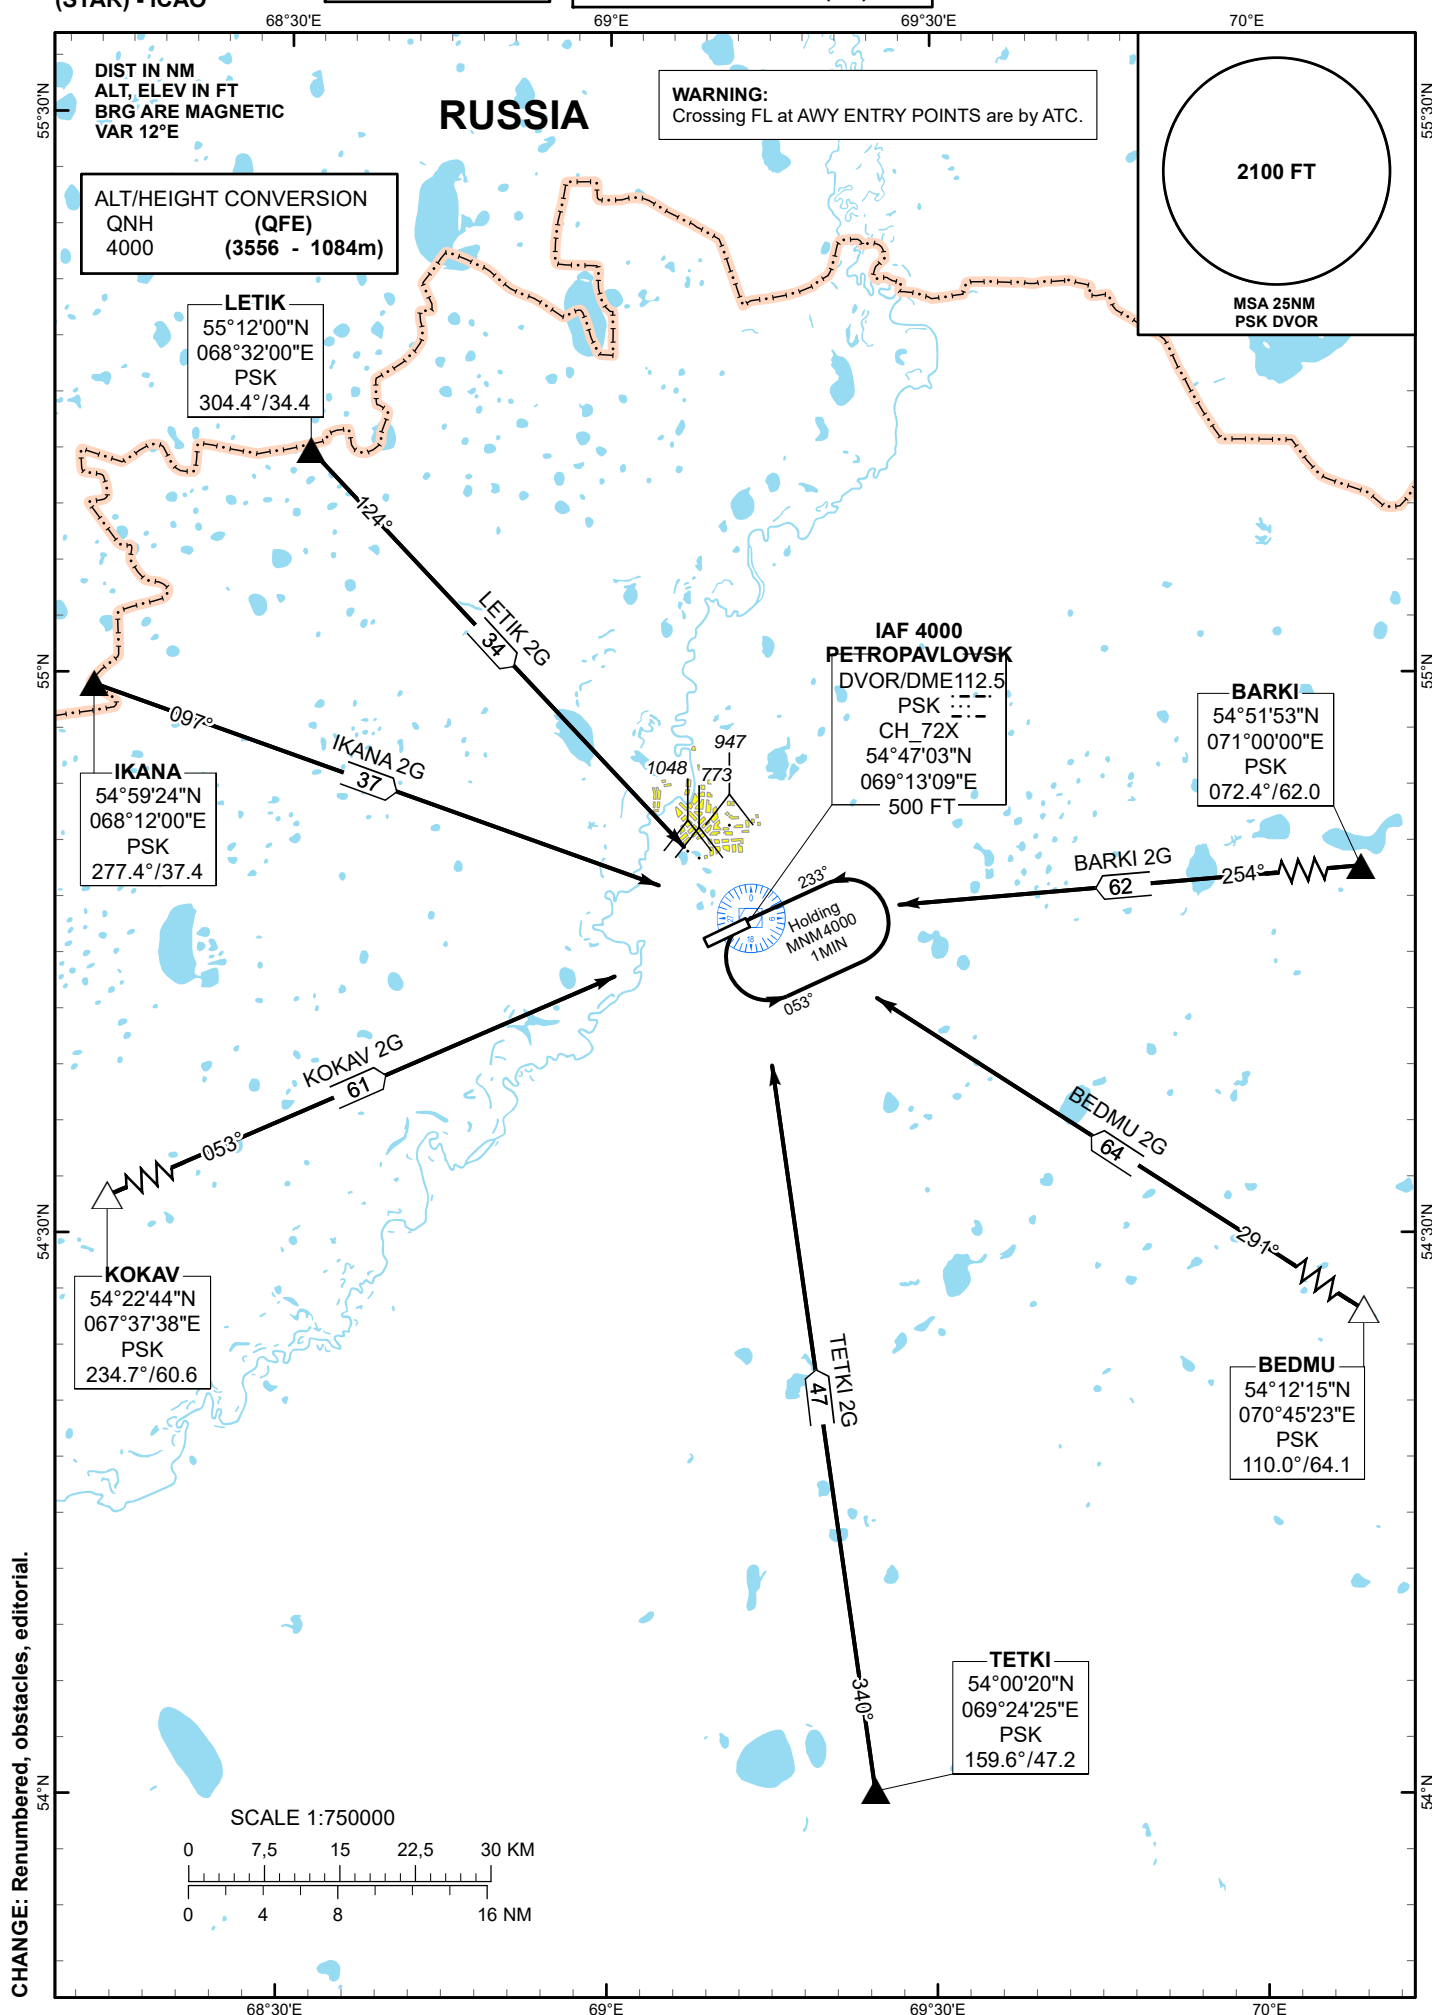 68°30'E
69°E
69°30'E
70°E
DIST IN NM
ALT, ELEV IN FT
BRG ARE MAGNETIC
VAR 12°E
RUSSIA
WARNING:
Crossing FL at AWY ENTRY POINTS are by ATC.
2100 FT
MSA 25NM
PSK DVOR
55°30'N
55°30'N
ALT/HEIGHT CONVERSION
QNH (QFE)
4000 (3556 - 1084m)
LETIK
55°12'00"N
068°32'00"E
PSK
304.4°/34.4
124°
LETIK 2G
34
55°N
55°N
097°
IKANA 2G
37
IKANA
54°59'24"N
068°12'00"E
PSK
277.4°/37.4
1048
773
947
IAF 4000
PETROPAVLOVSK
DVOR/DME112.5
PSK
CH_72X
54°47'03"N
069°13'09"E
500 FT
BARKI
54°51'53"N
071°00'00"E
PSK
072.4°/62.0
BARKI 2G
62
254°
233°
Holding
MNM4000
1MIN
053°
0
9
18
27
KOKAV 2G
61
053°
KOKAV
54°22'44"N
067°37'38"E
PSK
234.7°/60.6
BEDMU 2G
64
291°
BEDMU
54°12'15"N
070°45'23"E
PSK
110.0°/64.1
54°30'N
54°30'N
TETKI 2G
47
340°
TETKI
54°00'20"N
069°24'25"E
PSK
159.6°/47.2
54°N
54°N
SCALE 1:750000
0 7,5 15 22,5 30 KM
0 4 8 16 NM
CHANGE: Renumbered, obstacles, editorial.
68°30'E
69°E
69°30'E
70°E